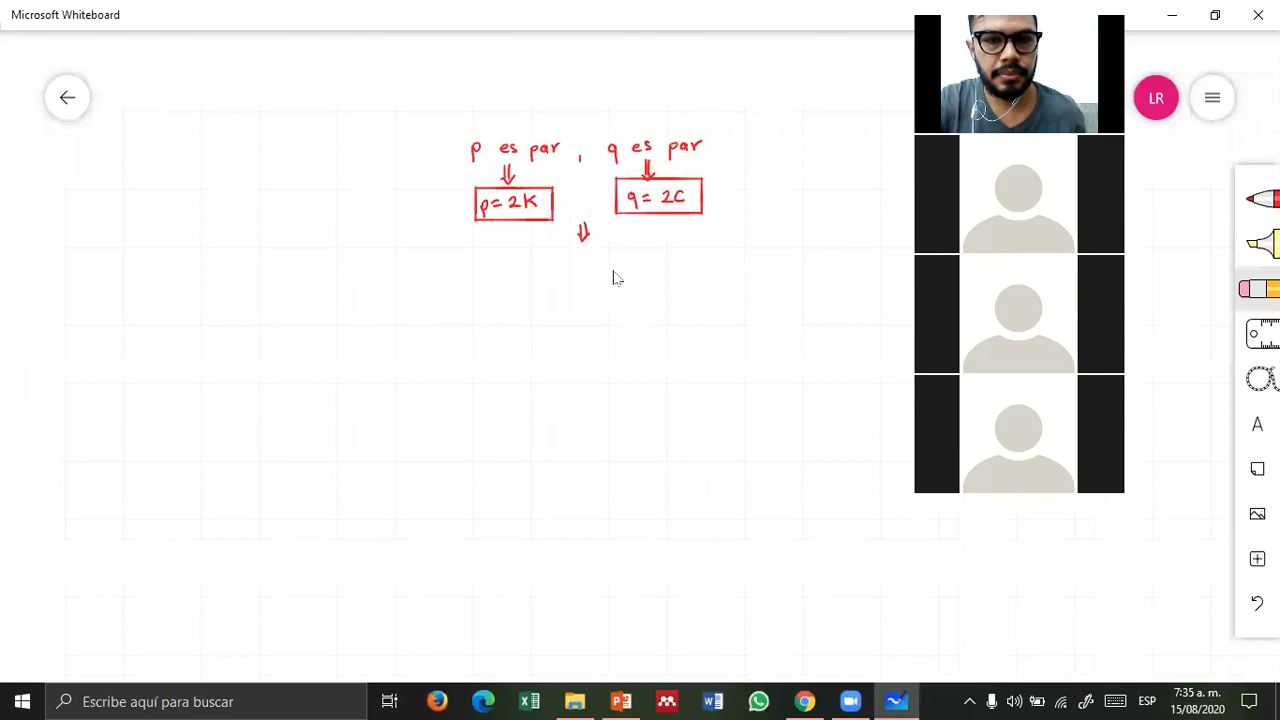 Microsoft Whiteboard
LR
p es par , q es par
⇓ ⇓
p = 2K q = 2C
⇓
A
Escribe aquí para buscar
ESP
7:35 a. m.
15/08/2020